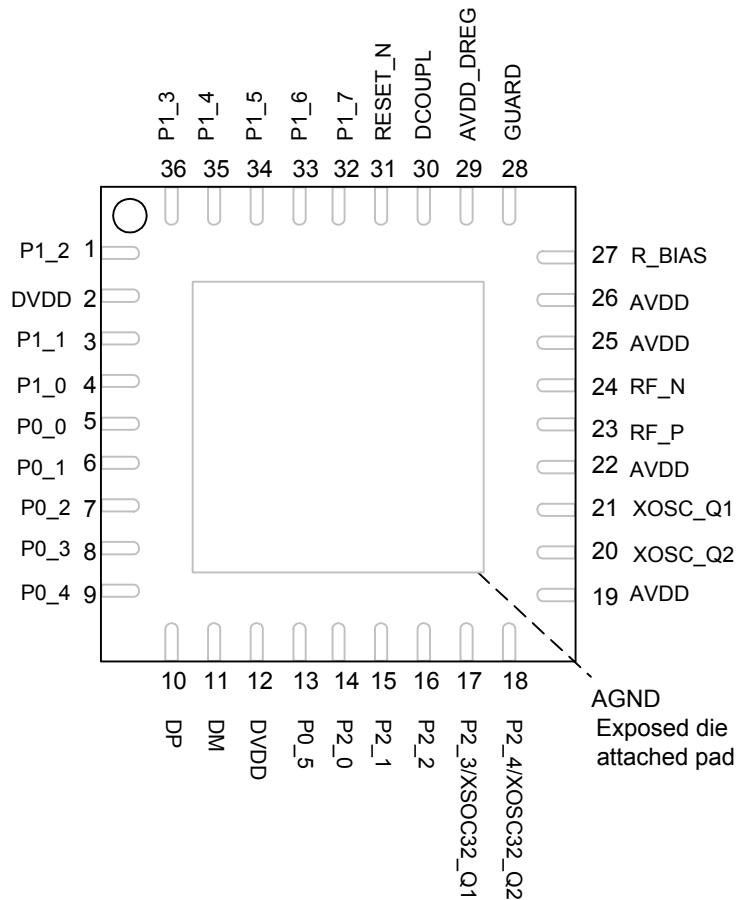 P1_3
P1_4
P1_5
P1_6
P1_7
RESET_N
DCOUPL
AVDD_DREG
GUARD
36
35
34
33
32
31
30
29
28
P1_2 1
DVDD 2
P1_1 3
P1_0 4
P0_0 5
P0_1 6
P0_2 7
P0_3 8
P0_4 9
27 R_BIAS
26 AVDD
25 AVDD
24 RF_N
23 RF_P
22 AVDD
21 XOSC_Q1
20 XOSC_Q2
19 AVDD
10
11
12
13
14
15
16
17
18
DP
DM
DVDD
P0_5
P2_0
P2_1
P2_2
P2_3/XSOC32_Q1
P2_4/XOSC32_Q2
AGND
Exposed die
attached pad